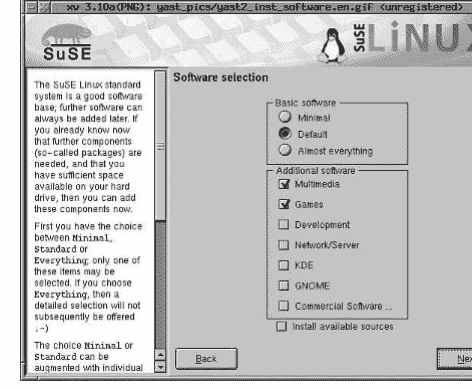 xv 3.10a(PNG): yast_pics/yast2_inst_software.en.gif <unregistered>
SuSE
SuSE LiNUX
The SuSE Linux standard
system is a good software
base; further software can
always be added later. If
you already know now
that further components
(so-called packages) are
needed, and that you
have sufficient space
available on your hard
drive, then you can add
these components now.
First you have the choice
between Minimal,
Standard or
Everything; only one of
these items may be
selected. If you choose
Everything, then a
detailed selection will not
subsequently be offered
;-)
The choice Minimal or
Standard can be
augmented with individual
Software selection
Basic software
Minimal
Default
Almost everything
Additional software
Multimedia
Games
Development
Network/Server
KDE
GNOME
Commercial Software ...
Install available sources
Back
Nex